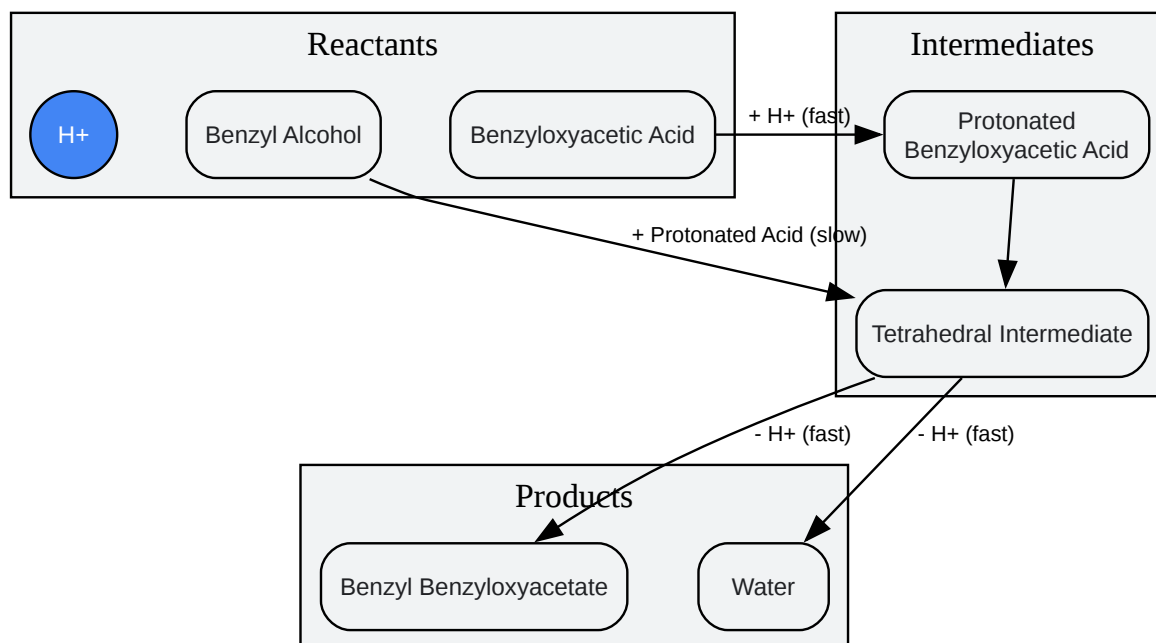 Reactants
Intermediates
H+
Benzyl Alcohol
Benzyloxyacetic Acid
+ H+ (fast)
Protonated
Benzyloxyacetic Acid
+ Protonated Acid (slow)
Tetrahedral Intermediate
- H+ (fast)
- H+ (fast)
Products
Benzyl Benzyloxyacetate
Water